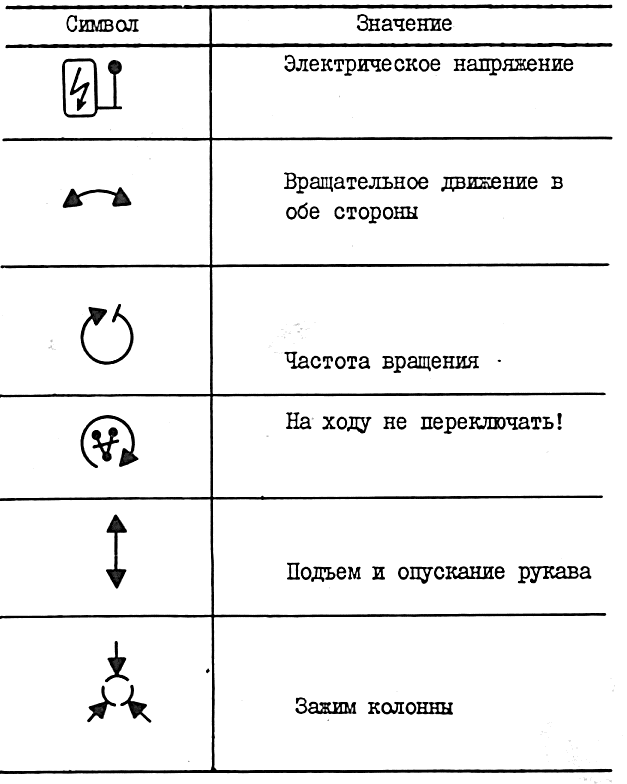 Символ
Значение
Электрическое напряжение
Вращательное движение в
обе стороны
Частота вращения
На ходу не переключать!
Подъем и опускание рукава
Зажим колонны